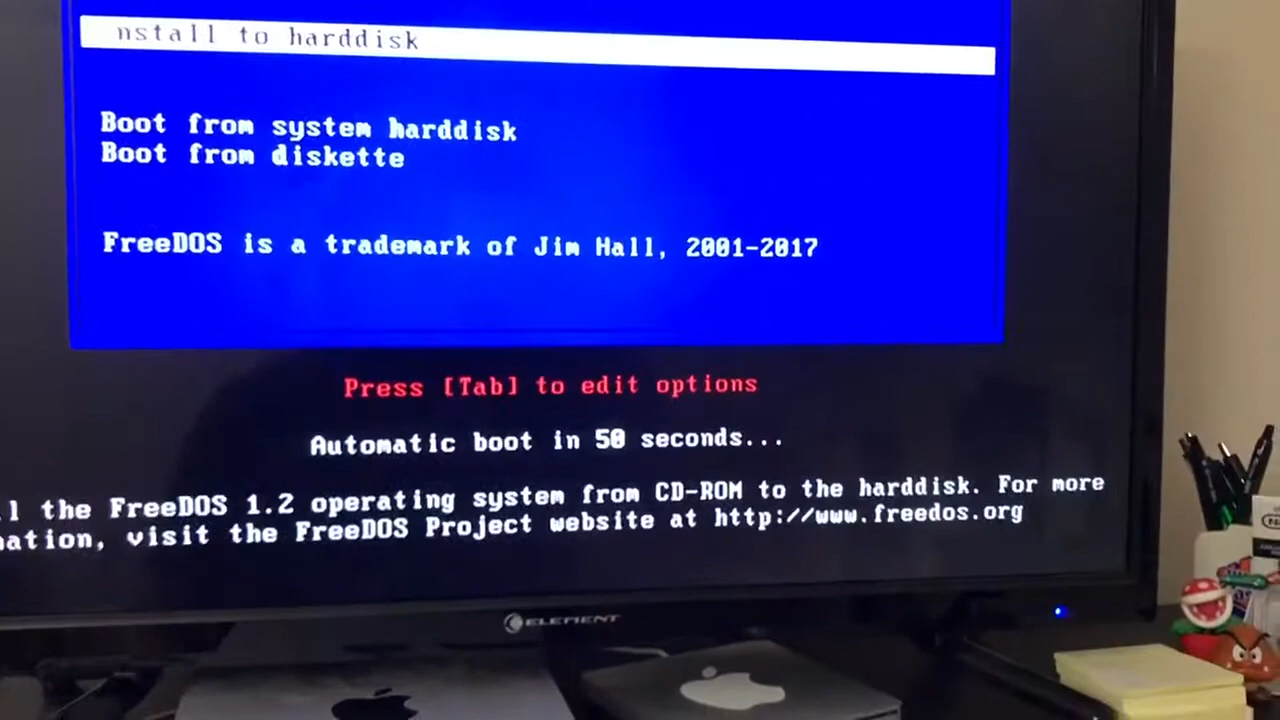 nstall to harddisk
Boot from system harddisk
Boot from diskette
FreeDOS is a trademark of Jim Hall, 2001-2017
Press [Tab] to edit options
Automatic boot in 50 seconds...
ll the FreeDOS 1.2 operating system from CD-ROM to the harddisk. For more
mation, visit the FreeDOS Project website at http://www.freedos.org
ELEMENT